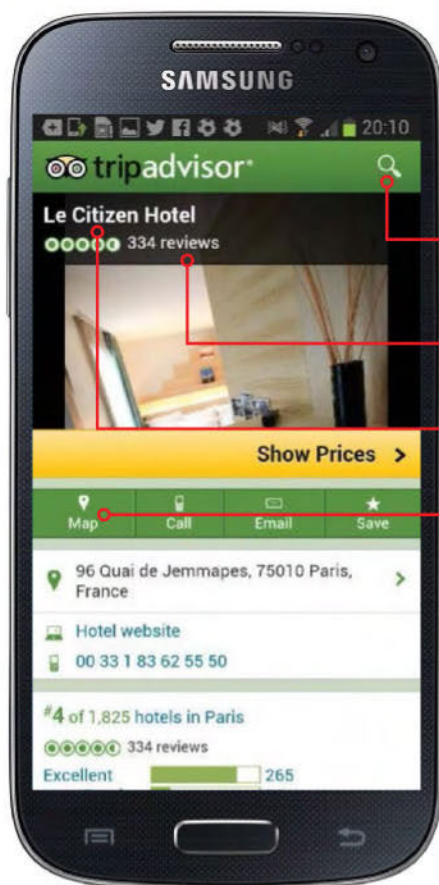 SAMSUNG
20:10
tripadvisor®
Le Citizen Hotel
334 reviews
Show Prices >
Map Call Email Save
96 Quai de Jemmapes, 75010 Paris,
France
Hotel website
00 33 1 83 62 55 50
#4 of 1,825 hotels in Paris
334 reviews
Excellent 265